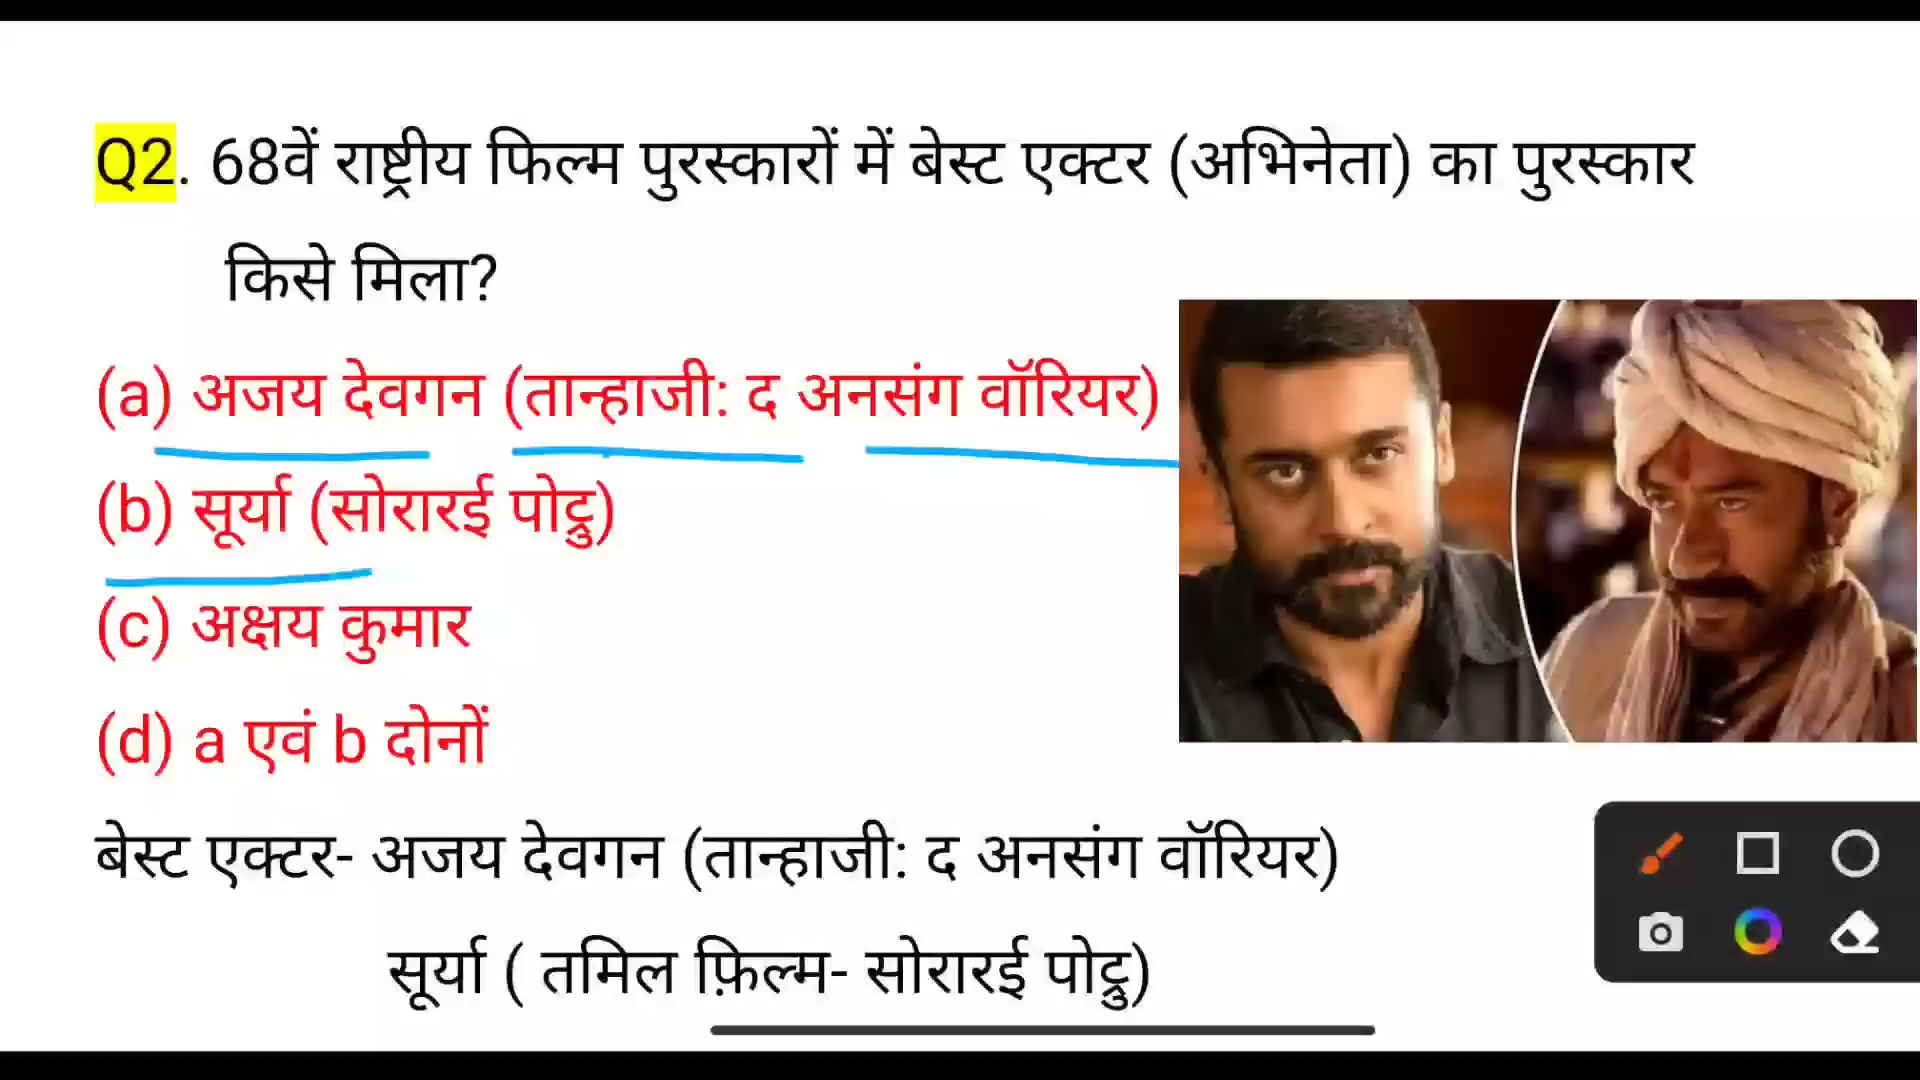 Q2. 68वें राष्ट्रीय फिल्म पुरस्कारों में बेस्ट एक्टर (अभिनेता) का पुरस्कार
किसे मिला?
(a) अजय देवगन (तान्हाजी: द अनसंग वॉरियर)
(b) सूर्या (सोरारई पोट्रु)
(c) अक्षय कुमार
(d) a एवं b दोनों
बेस्ट एक्टर- अजय देवगन (तान्हाजी: द अनसंग वॉरियर)
सूर्या ( तमिल फ़िल्म- सोरारई पोट्रु)